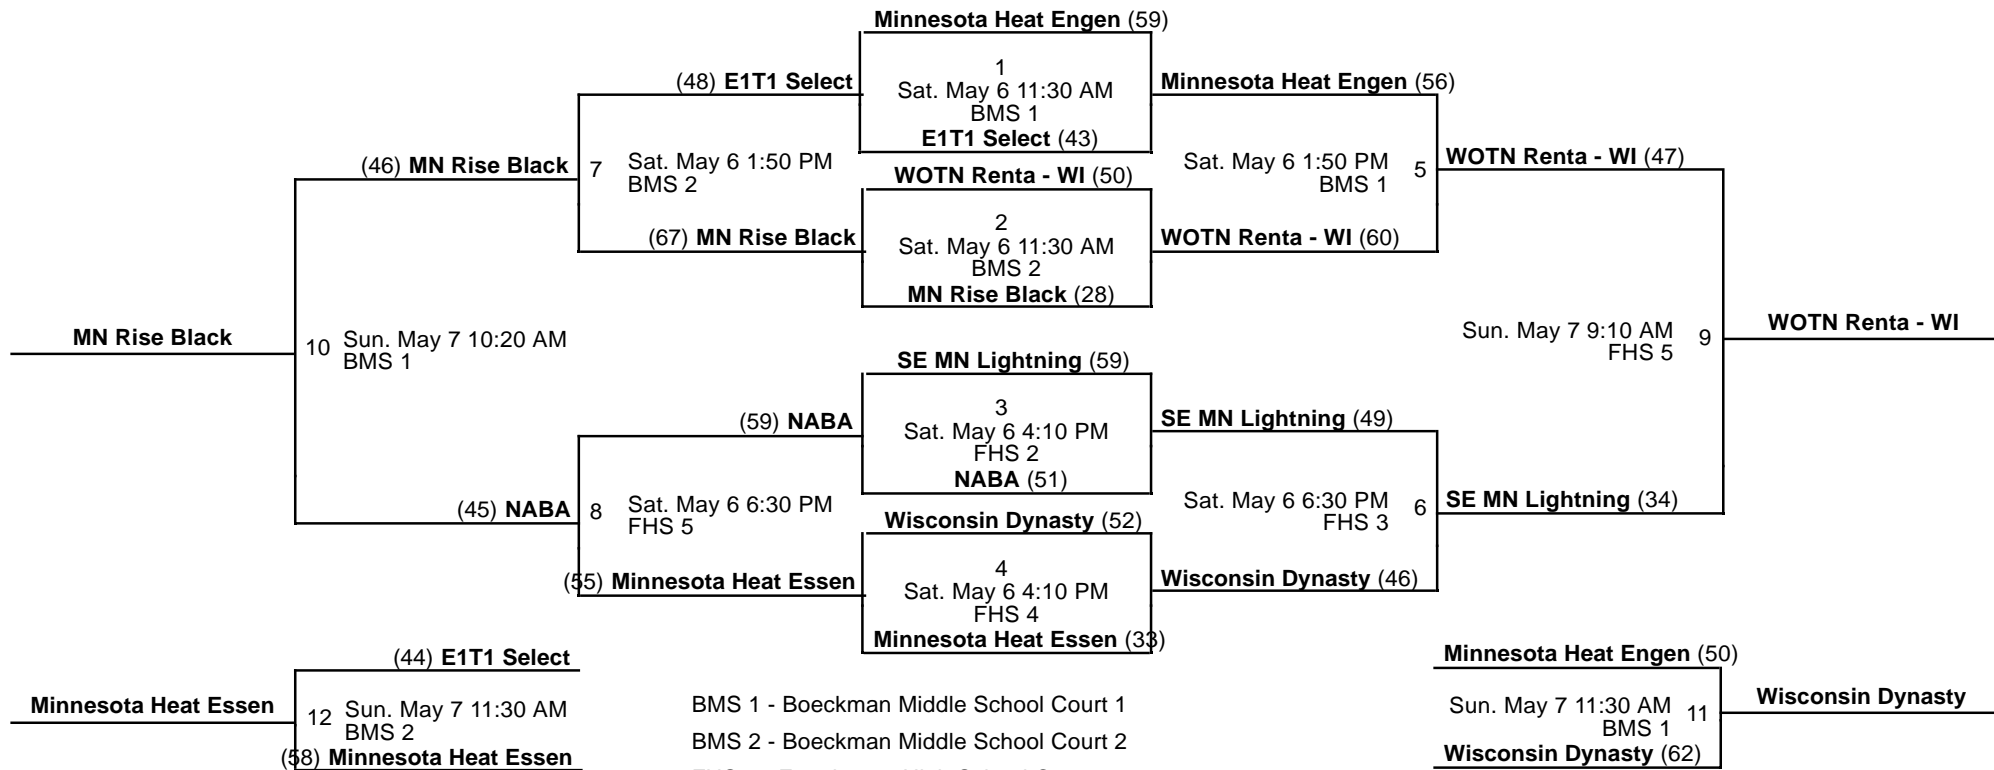 Minnesota Heat Engen (59)
1
Sat. May 6 11:30 AM
BMS 1
E1T1 Select (43)
(48) E1T1 Select
Minnesota Heat Engen (56)
(46) MN Rise Black
7
Sat. May 6 1:50 PM
BMS 2
Sat. May 6 1:50 PM
BMS 1
5
WOTN Renta - WI (47)
WOTN Renta - WI (50)
2
Sat. May 6 11:30 AM
BMS 2
MN Rise Black (28)
(67) MN Rise Black
WOTN Renta - WI (60)
MN Rise Black
10
Sun. May 7 10:20 AM
BMS 1
Sun. May 7 9:10 AM
FHS 5
9
WOTN Renta - WI
SE MN Lightning (59)
3
Sat. May 6 4:10 PM
FHS 2
NABA (51)
(59) NABA
SE MN Lightning (49)
(45) NABA
8
Sat. May 6 6:30 PM
FHS 5
Sat. May 6 6:30 PM
FHS 3
6
SE MN Lightning (34)
Wisconsin Dynasty (52)
4
Sat. May 6 4:10 PM
FHS 4
Minnesota Heat Essen (33)
(55) Minnesota Heat Essen
Wisconsin Dynasty (46)
(44) E1T1 Select
Minnesota Heat Essen
12
Sun. May 7 11:30 AM
BMS 2
(58) Minnesota Heat Essen
BMS 1 - Boeckman Middle School Court 1
BMS 2 - Boeckman Middle School Court 2
Minnesota Heat Engen (50)
Sun. May 7 11:30 AM
BMS 1
11
Wisconsin Dynasty
Wisconsin Dynasty (62)